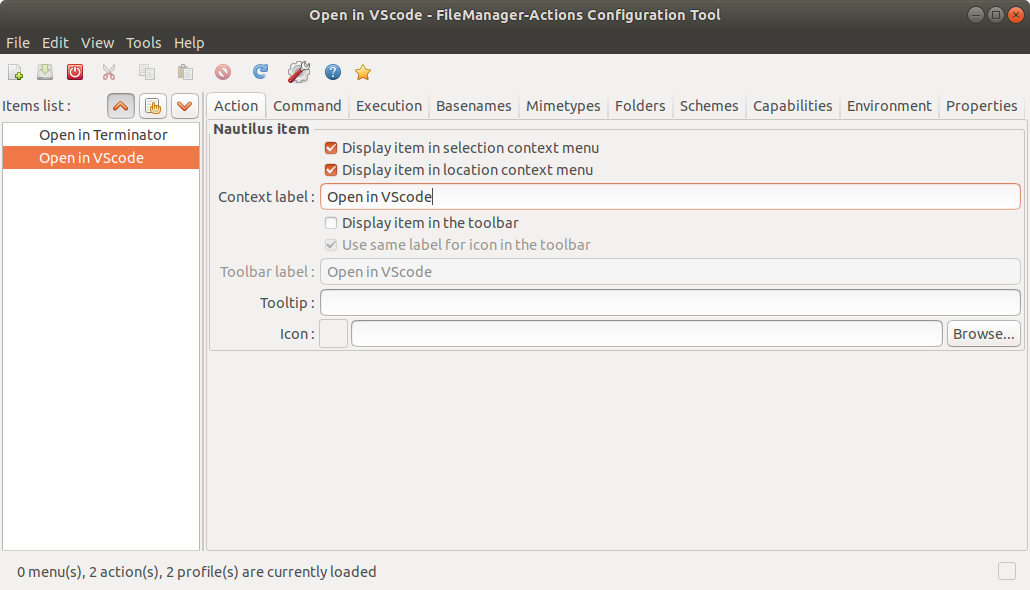 Open in VScode - FileManager-Actions Configuration Tool
File Edit View Tools Help
Items list :
Open in Terminator
Open in VScode
Action Command Execution Basenames Mimetypes Folders Schemes Capabilities Environment Properties
Nautilus item
Display item in selection context menu
Display item in location context menu
Context label : Open in VScode
Display item in the toolbar
Use same label for icon in the toolbar
Toolbar label : Open in VScode
Tooltip :
Icon : Browse...
0 menu(s), 2 action(s), 2 profile(s) are currently loaded